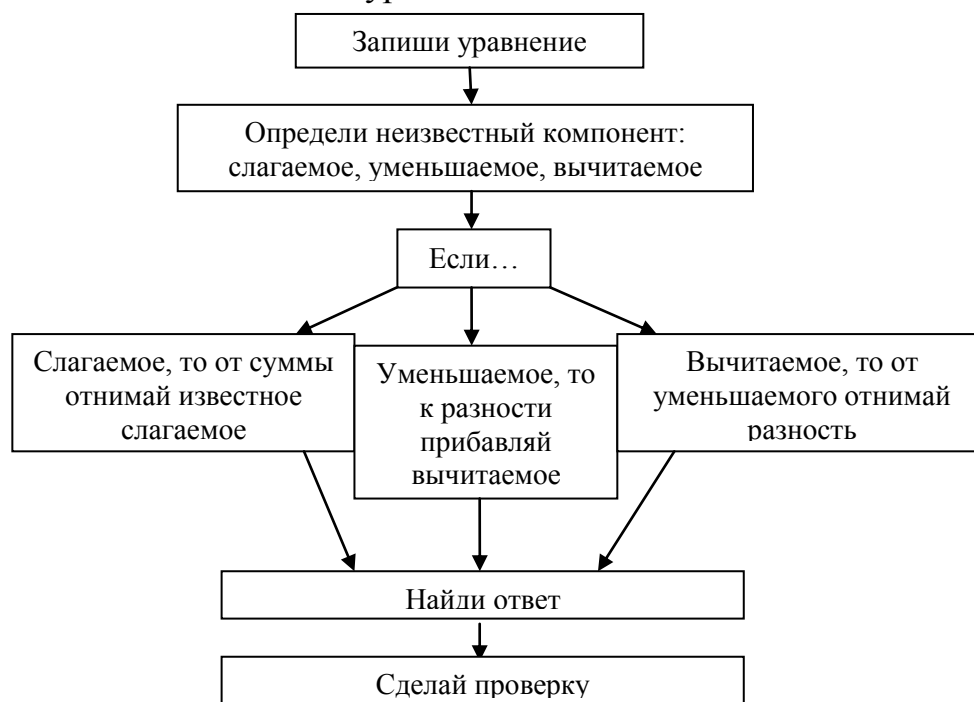 Запиши уравнение
Определи неизвестный компонент:
слагаемое, уменьшаемое, вычитаемое
Если…
Слагаемое, то от суммы
отнимай известное
слагаемое
Уменьшаемое, то
к разности
прибавляй
вычитаемое
Вычитаемое, то от
уменьшаемого отнимай
разность
Найди ответ
Сделай проверку